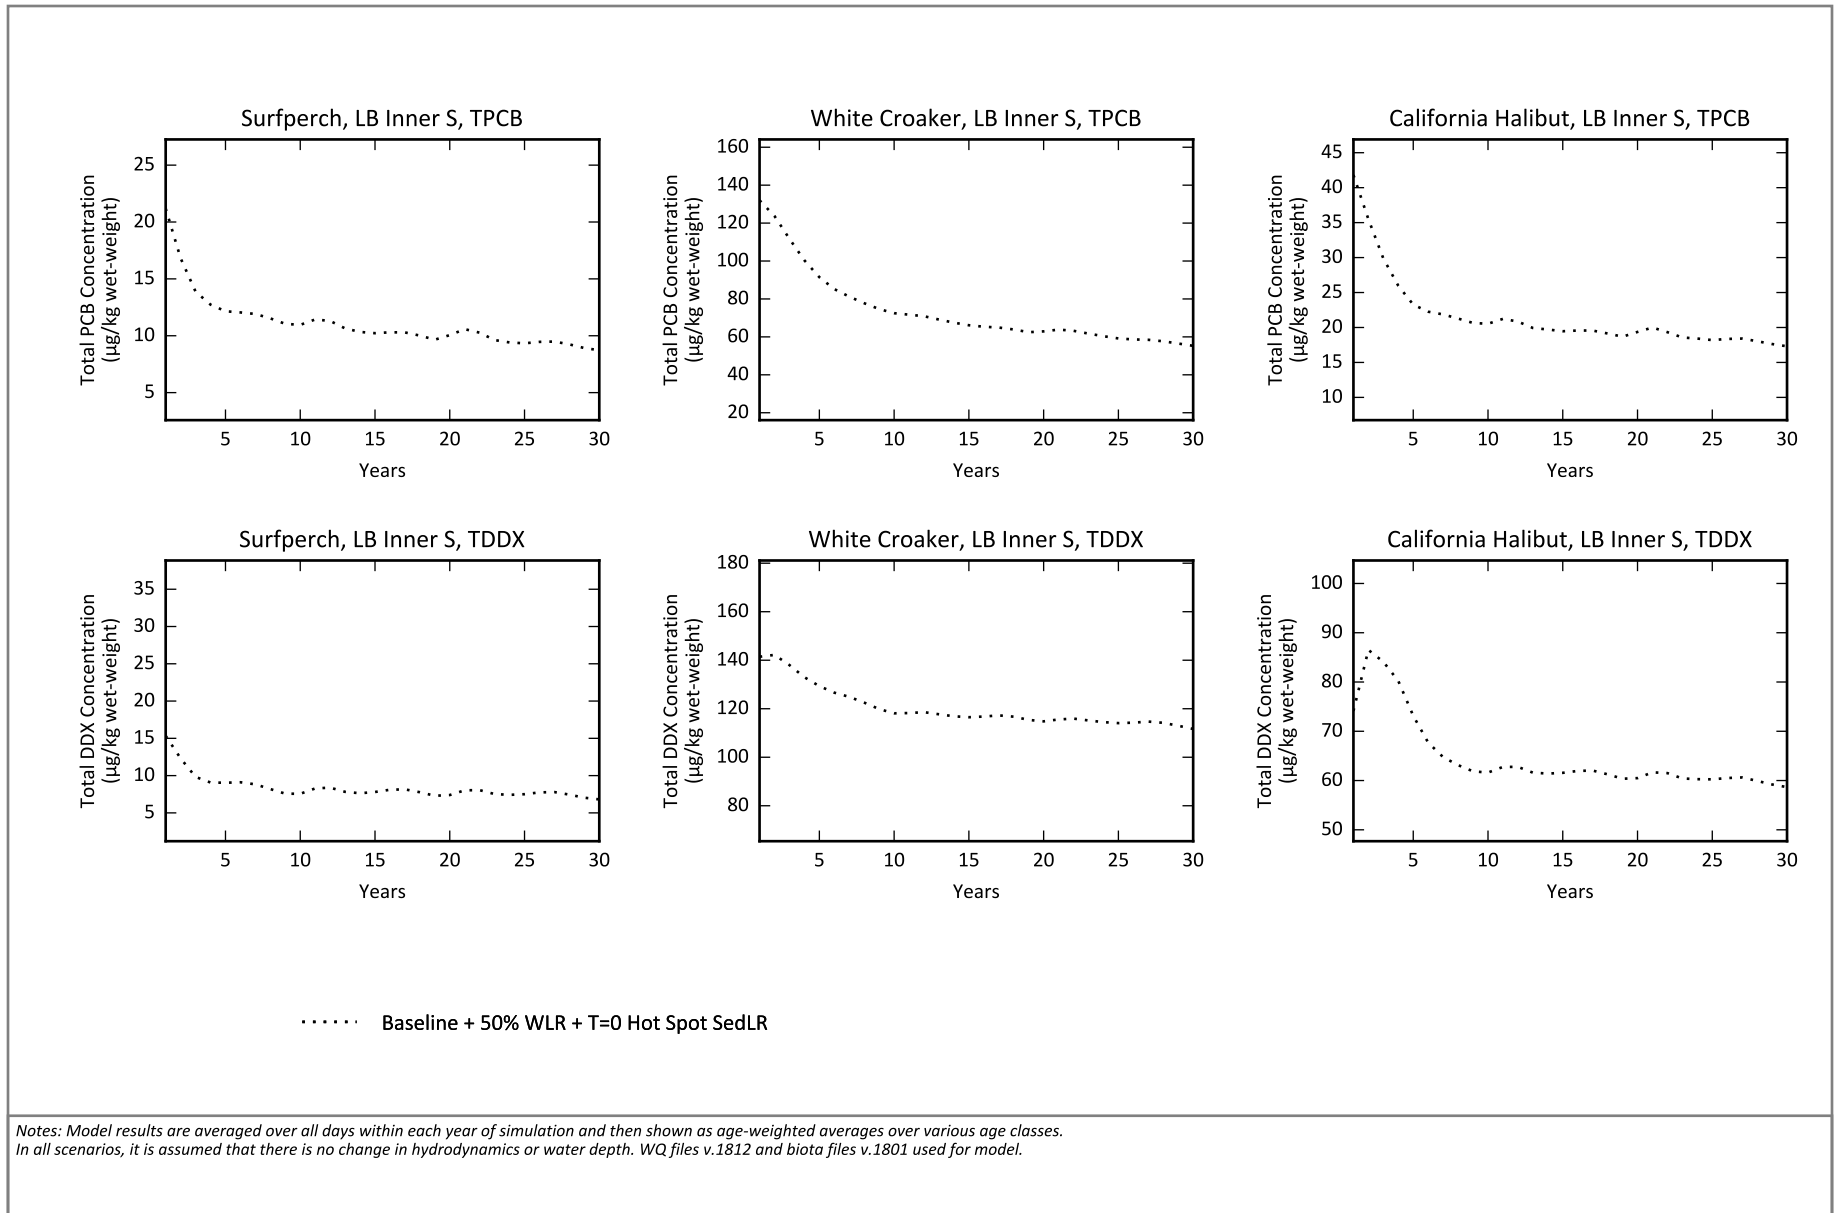 Surfperch, LB Inner S, TPCB
Total PCB Concentration
(µg/kg wet-weight)
25
20
15
10
5
5 10 15 20 25 30
Years
White Croaker, LB Inner S, TPCB
Total PCB Concentration
(µg/kg wet-weight)
160
140
120
100
80
60
40
20
5 10 15 20 25 30
Years
California Halibut, LB Inner S, TPCB
Total PCB Concentration
(µg/kg wet-weight)
45
40
35
30
25
20
15
10
5 10 15 20 25 30
Years
Surfperch, LB Inner S, TDDX
Total DDX Concentration
(µg/kg wet-weight)
35
30
25
20
15
10
5
5 10 15 20 25 30
Years
White Croaker, LB Inner S, TDDX
Total DDX Concentration
(µg/kg wet-weight)
180
160
140
120
100
80
5 10 15 20 25 30
Years
California Halibut, LB Inner S, TDDX
Total DDX Concentration
(µg/kg wet-weight)
100
90
80
70
60
50
5 10 15 20 25 30
Years
Baseline + 50% WLR + T=0 Hot Spot SedLR
Notes: Model results are averaged over all days within each year of simulation and then shown as age-weighted averages over various age classes.
In all scenarios, it is assumed that there is no change in hydrodynamics or water depth. WQ files v.1812 and biota files v.1801 used for model.